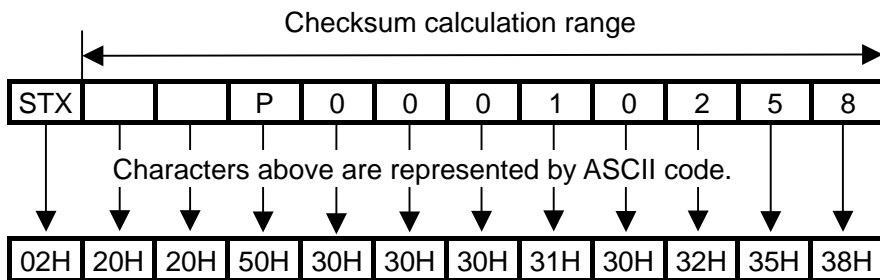 Checksum calculation range
STX P 0 0 0 1 0 2 5 8
Characters above are represented by ASCII code.
02H 20H 20H 50H 30H 30H 30H 31H 30H 32H 35H 38H